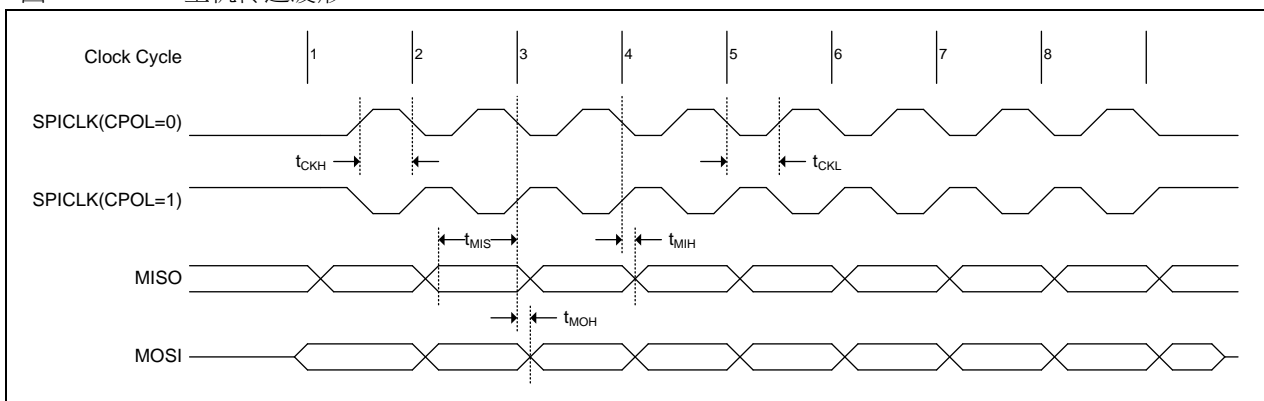 Clock Cycle 1 2 3 4 5 6 7 8
SPICLK(CPOL=0)
tCKH tCKL
SPICLK(CPOL=1)
tMIS tMIH
MISO
tMOH
MOSI